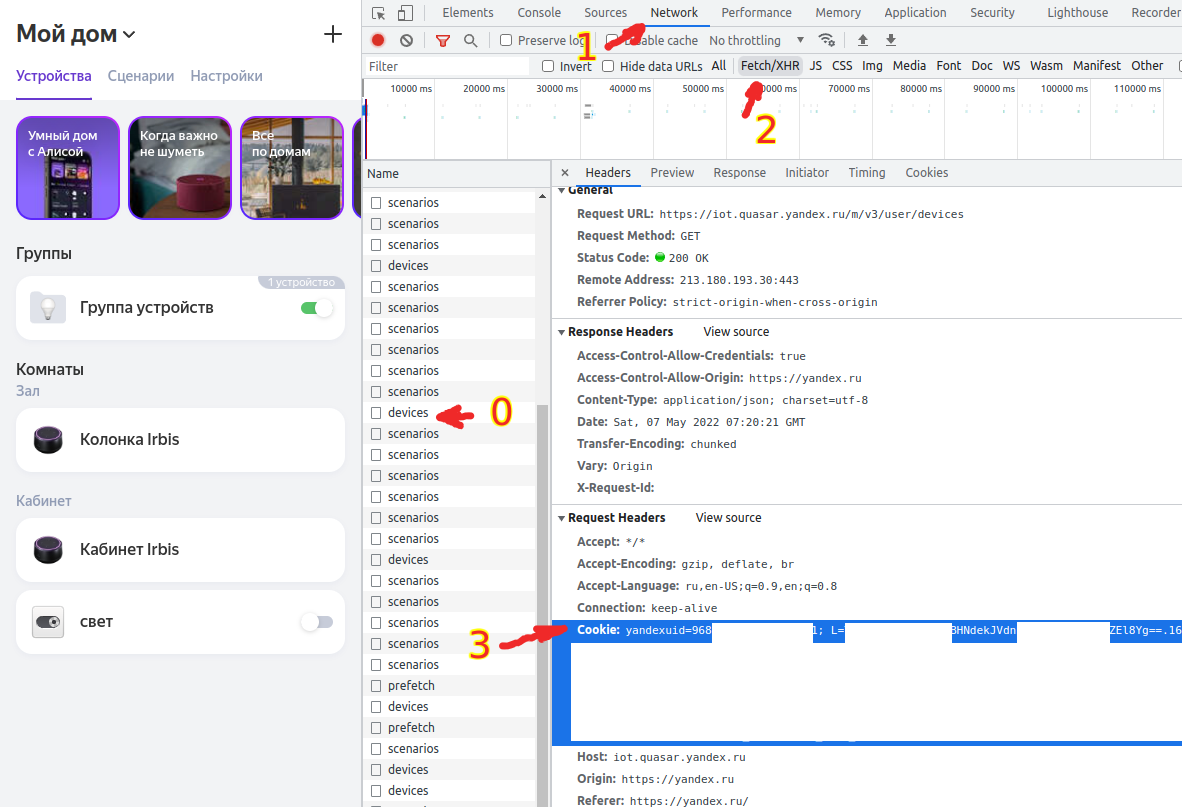 Мой дом
Устройства Сценарии Настройки
Умный дом
с Алисой
Когда важно
не шуметь
Все
по домам
Группы
1 устройство
Группа устройств
Комнаты
Зал
Колонка Irbis
Кабинет
Кабинет Irbis
свет
Elements Console Sources Network Performance Memory Application Security Lighthouse Recorder
1
Preserve log Disable cache No throttling
Filter Invert Hide data URLs All Fetch/XHR JS CSS Img Media Font Doc WS Wasm Manifest Other
10000 ms 20000 ms 30000 ms 40000 ms 50000 ms 70000 ms 80000 ms 90000 ms 100000 ms 110000 ms
2
Name
scenarios
scenarios
scenarios
devices
scenarios
scenarios
scenarios
devices
scenarios
scenarios
devices
0
scenarios
scenarios
scenarios
scenarios
scenarios
scenarios
devices
scenarios
scenarios
scenarios
scenarios
scenarios
prefetch
devices
prefetch
scenarios
devices
devices
× Headers Preview Response Initiator Timing Cookies
General
Request URL: https://iot.quasar.yandex.ru/m/v3/user/devices
Request Method: GET
Status Code: 200 OK
Remote Address: 213.180.193.30:443
Referrer Policy: strict-origin-when-cross-origin
Response Headers View source
Access-Control-Allow-Credentials: true
Access-Control-Allow-Origin: https://yandex.ru
Content-Type: application/json; charset=utf-8
Date: Sat, 07 May 2022 07:20:21 GMT
Transfer-Encoding: chunked
Vary: Origin
X-Request-Id:
Request Headers View source
Accept: */*
Accept-Encoding: gzip, deflate, br
Accept-Language: ru,en-US;q=0.9,en;q=0.8
Connection: keep-alive
3
Cookie: yandexuid=968 1; L= 3HNdekJVdn ZEl8Yg==.16
Host: iot.quasar.yandex.ru
Origin: https://yandex.ru
Referer: https://yandex.ru/